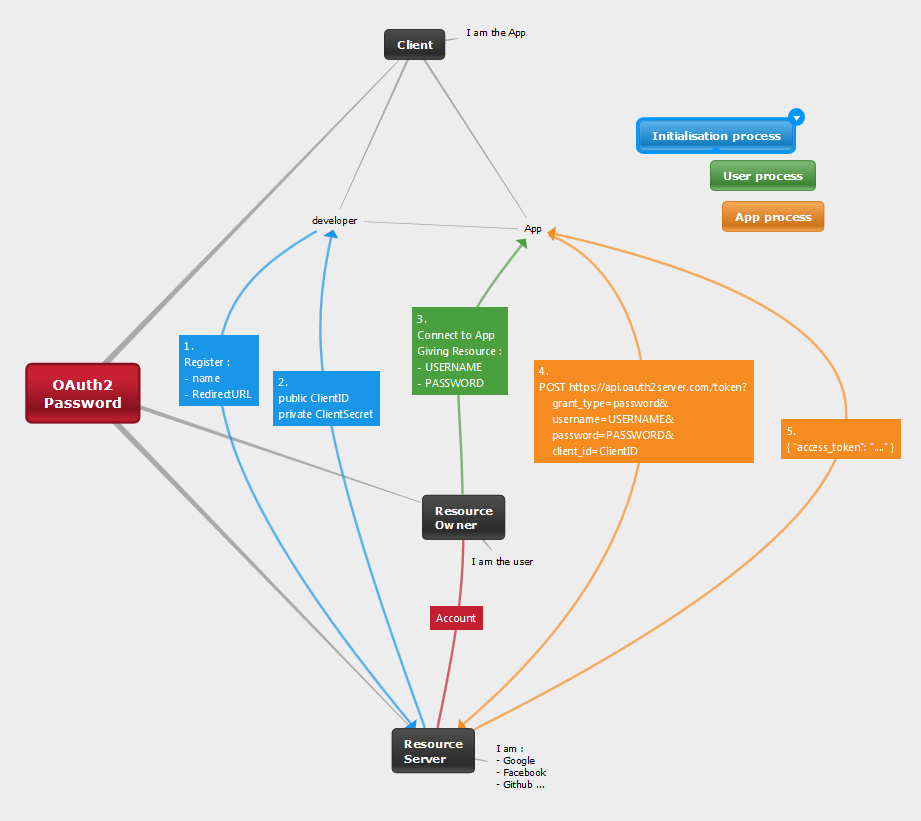 Client
I am the App
Initialisation process
User process
App process
developer
App
1.
Register :
- name
- RedirectURL
2.
public ClientID
private ClientSecret
3.
Connect to App
Giving Resource :
- USERNAME
- PASSWORD
4.
POST https://api.oauth2server.com/token?
grant_type=password&
username=USERNAME&
password=PASSWORD&
client_id=ClientID
5.
{ "access_token": "...." }
OAuth2
Password
Resource
Owner
I am the user
Account
Resource
Server
I am :
- Google
- Facebook
- Github ...